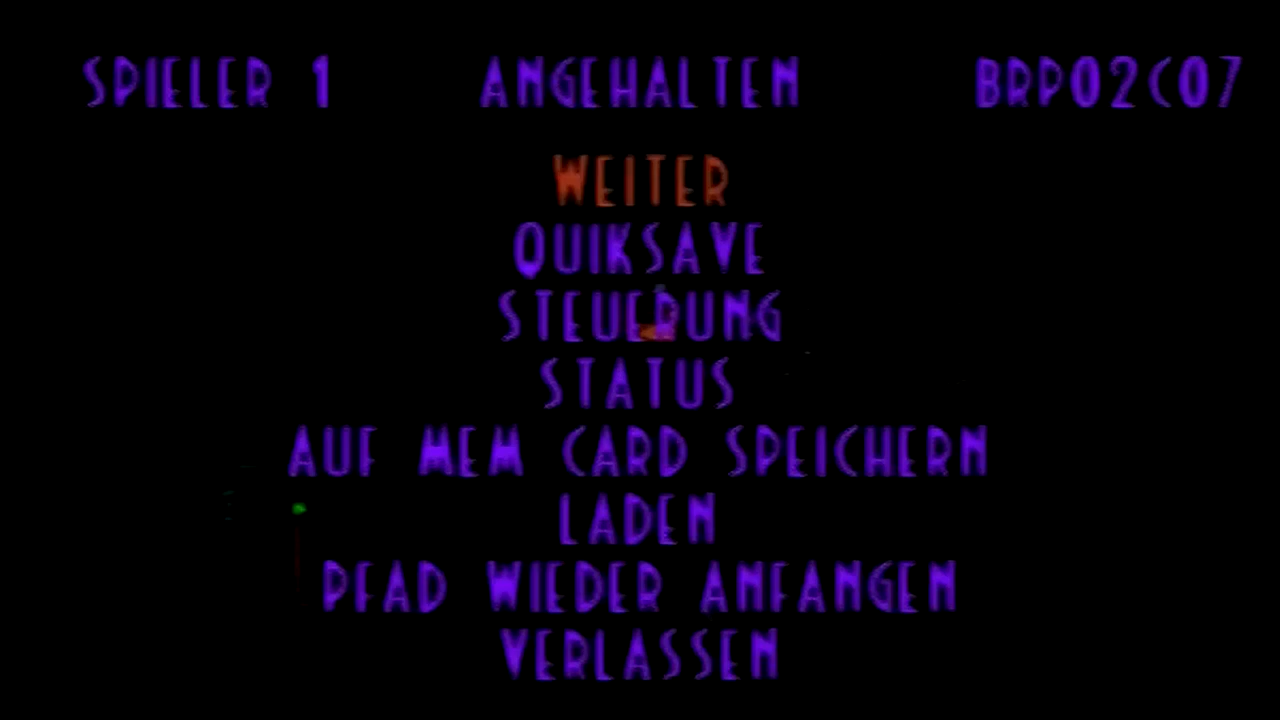 SPIELER 1 ANGEHALTEN BRP02C07
WEITER
QUIKSAVE
STEUERUNG
STATUS
AUF MEM CARD SPEICHERN
LADEN
PFAD WIEDER ANFANGEN
VERLASSEN